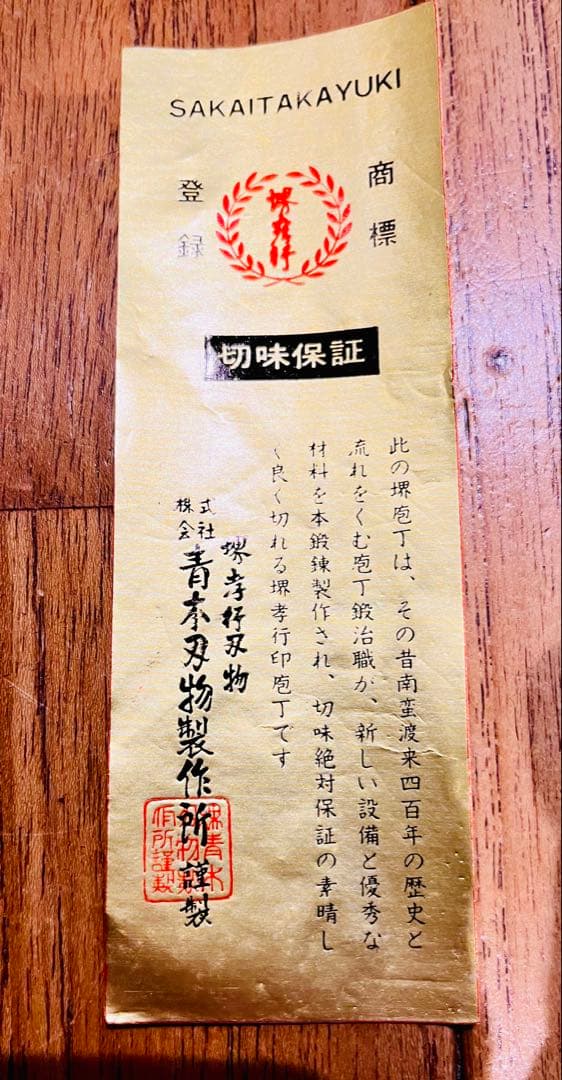 SAKAITAKAYUKI
登録
商標
堺孝行
切味保証
此の堺庖丁は、その昔南蛮渡来四百年の歴史と
流れをくむ庖丁鍛冶職が、新しい設備と優秀な
材料を本鍛錬製作され、切味絶対保証の素晴し
く良く切れる堺孝行印庖丁です
堺孝行刃物
株式会社 青木刃物製作所 謹製